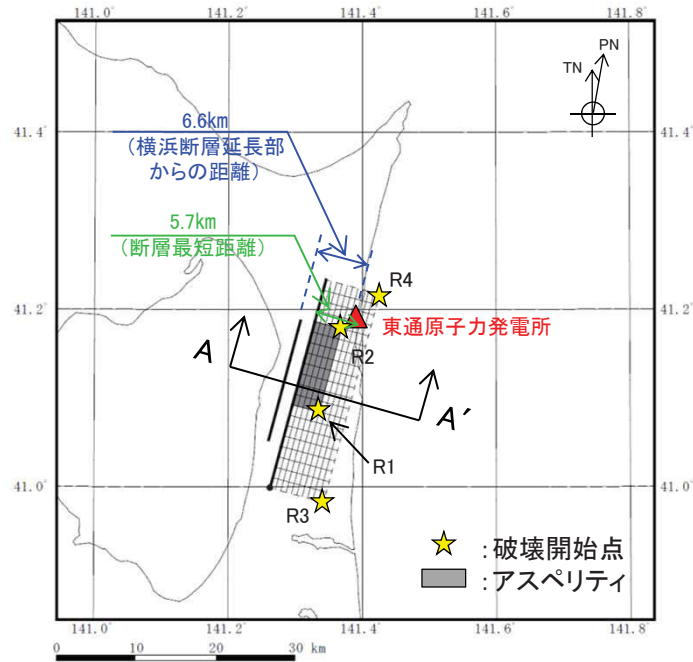 141.0°
141.2°
141.4°
141.6°
141.8°
TN
PN
41.4°
41.4°
6.6km
(横浜断層延長部
からの距離)
5.7km
(断層最短距離)
R4
41.2°
41.2°
東通原子力発電所
R2
A
A′
R1
41.0°
41.0°
R3
:破壊開始点
:アスペリティ
141.0°
141.2°
141.4°
141.6°
141.8°
0
10
20
30 km